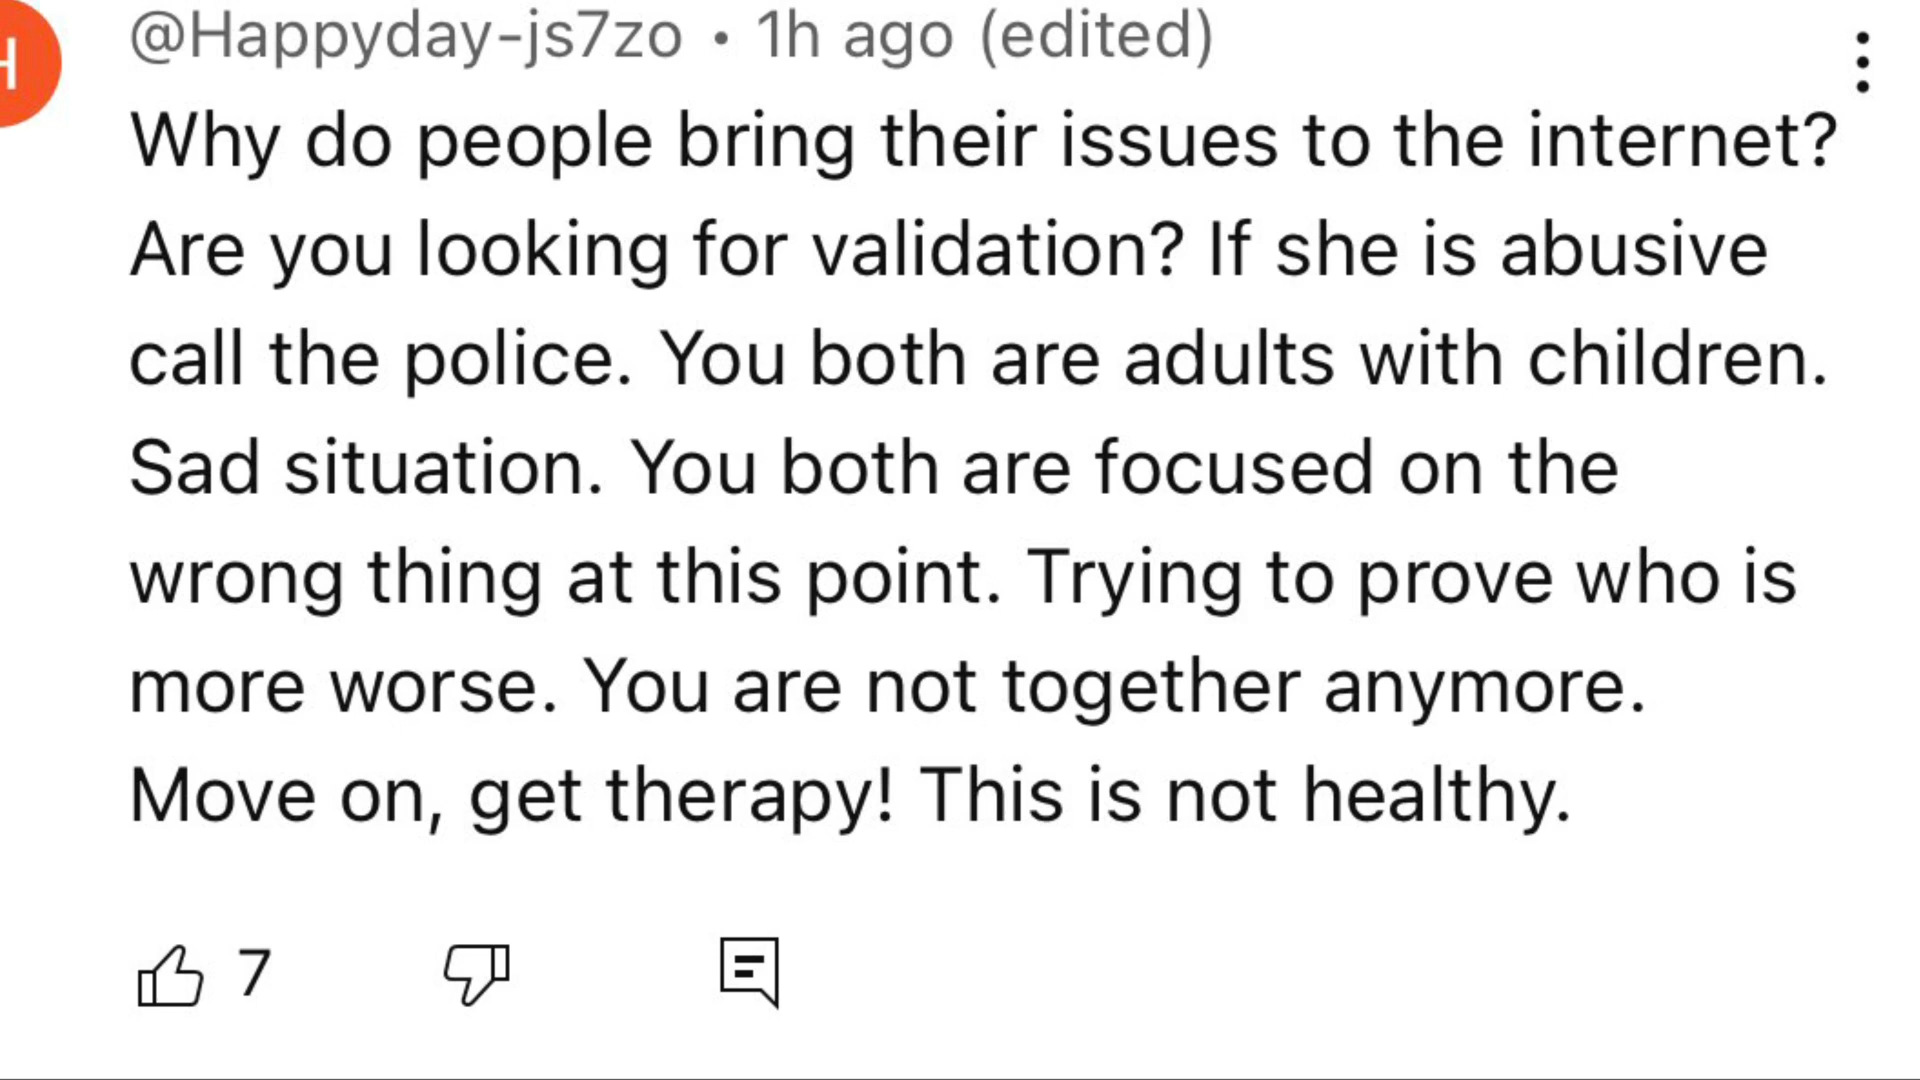 H
@Happyday-js7zo • 1h ago (edited)
Why do people bring their issues to the internet?
Are you looking for validation? If she is abusive
call the police. You both are adults with children.
Sad situation. You both are focused on the
wrong thing at this point. Trying to prove who is
more worse. You are not together anymore.
Move on, get therapy! This is not healthy.
7